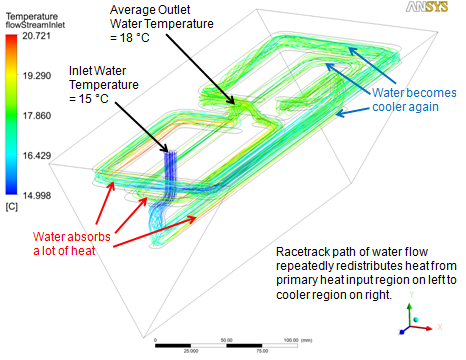 Temperature
flowStreamInlet
20.721
19.290
17.860
16.429
14.998
[C]
Average Outlet
Water Temperature
= 18 °C
ANSYS
Inlet Water
Temperature
= 15 °C
Water becomes
cooler again
Water absorbs
a lot of heat
Racetrack path of water flow
repeatedly redistributes heat from
primary heat input region on left to
cooler region on right.
0 50.00 100.00 (mm)
25.000 75.00
Y
X